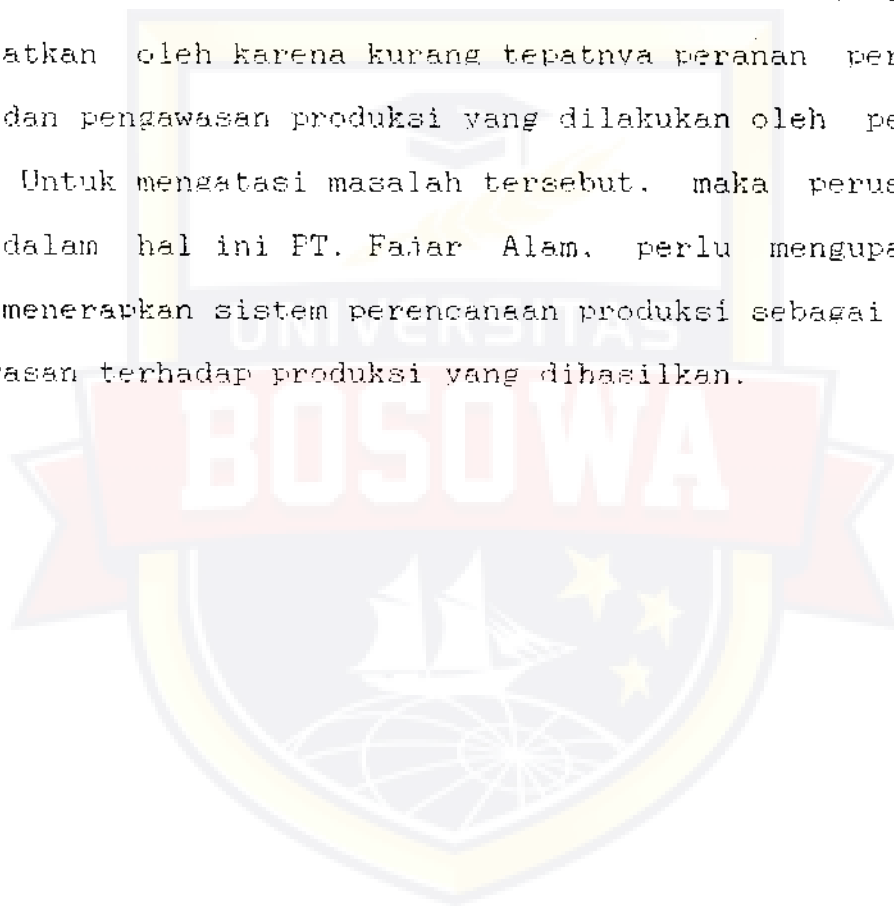 atkan oleh karena kurang tepatnya peranan per
dan pengawasan produksi yang dilakukan oleh pe
Untuk mengatasi masalah tersebut, maka perus
dalam hal ini PT. Fajar Alam, perlu mengupa
menerapkan sistem perencanaan produksi sebagai
asan terhadap produksi yang dihasilkan.
UNIVERSITAS
BOSOWA